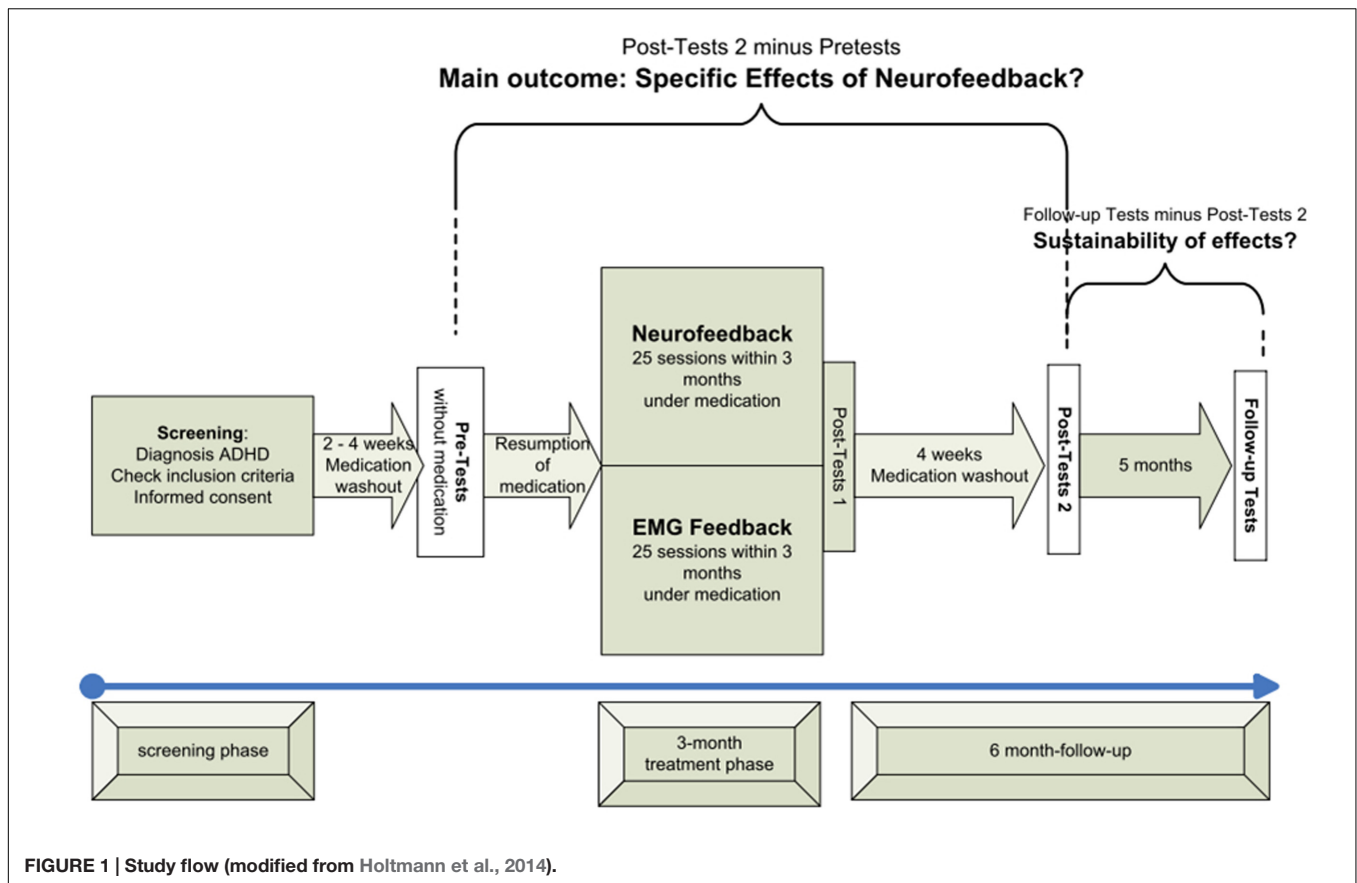 Post-Tests 2 minus Pretests
Main outcome: Specific Effects of Neurofeedback?
Follow-up Tests minus Post-Tests 2
Sustainability of effects?
Screening:
Diagnosis ADHD
Check inclusion criteria
Informed consent
2 - 4 weeks
Medication
washout
Pre-Tests
without medication
Resumption
of
medication
Neurofeedback
25 sessions within 3
months
under medication
EMG Feedback
25 sessions within 3
months
under medication
Post-Tests 1
4 weeks
Medication washout
Post-Tests 2
5 months
Follow-up Tests
screening phase
3-month
treatment phase
6 month-follow-up
FIGURE 1 | Study flow (modified from Holtmann et al., 2014).